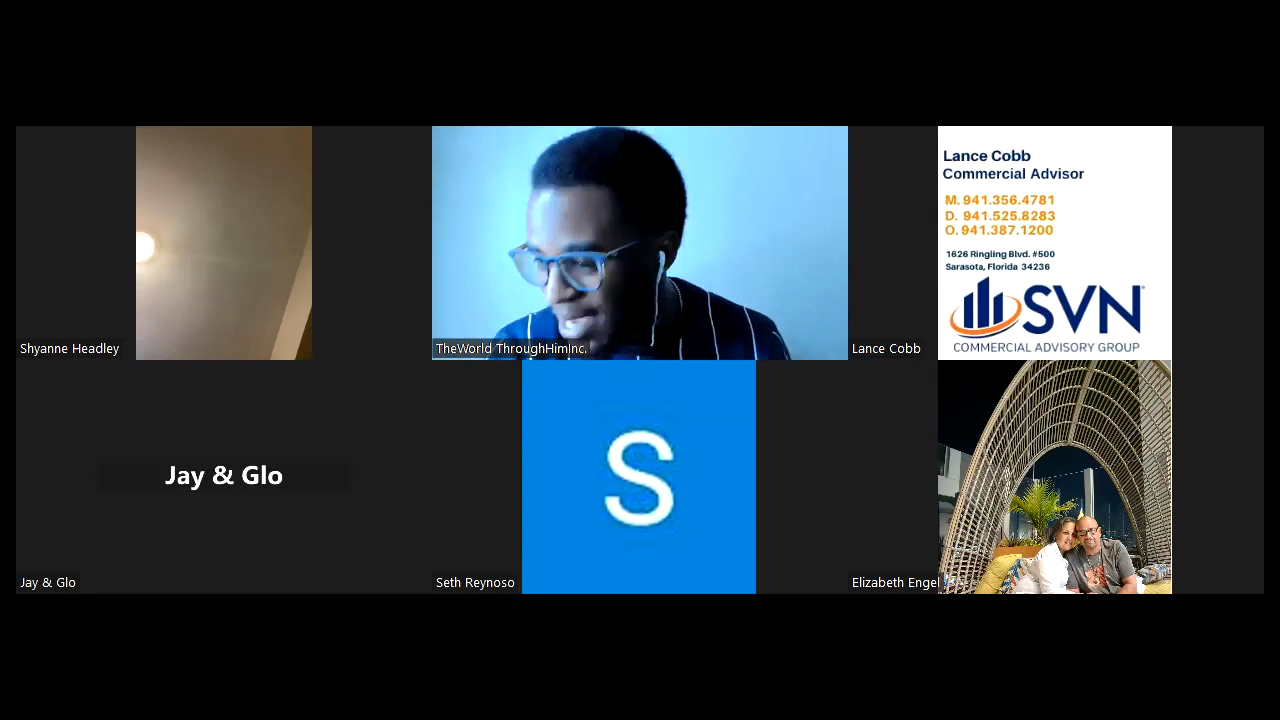 Lance Cobb
Commercial Advisor
M. 941.356.4781
D. 941.525.8283
O. 941.387.1200
1626 Ringling Blvd. #500
Sarasota, Florida 34236
SVN
COMMERCIAL ADVISORY GROUP
Shyanne Headley
TheWorld ThroughHimInc.
Lance Cobb
Jay & Glo
S
Jay & Glo
Seth Reynoso
Elizabeth Engel